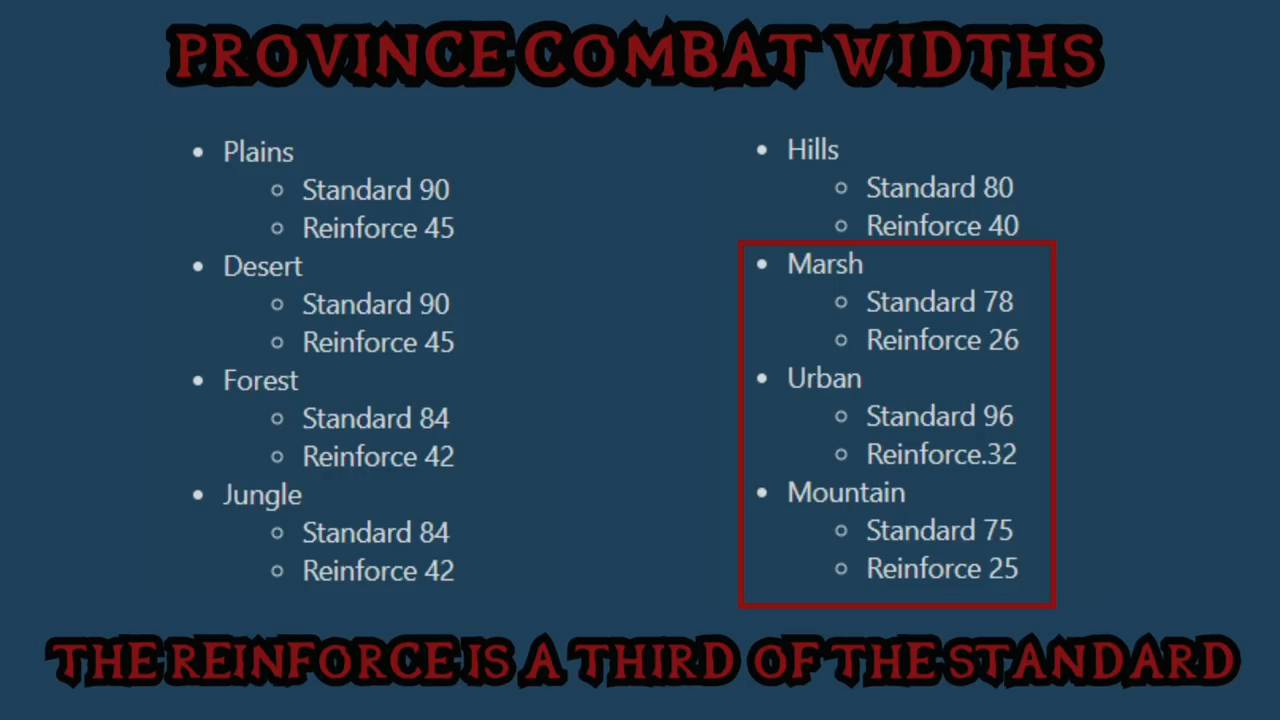 PROVINCE COMBAT WIDTHS
• Plains
○ Standard 90
○ Reinforce 45
• Desert
○ Standard 90
○ Reinforce 45
• Forest
○ Standard 84
○ Reinforce 42
• Jungle
○ Standard 84
○ Reinforce 42
• Hills
○ Standard 80
○ Reinforce 40
• Marsh
○ Standard 78
○ Reinforce 26
• Urban
○ Standard 96
○ Reinforce.32
• Mountain
○ Standard 75
○ Reinforce 25
THE REINFORCE IS A THIRD OF THE STANDARD